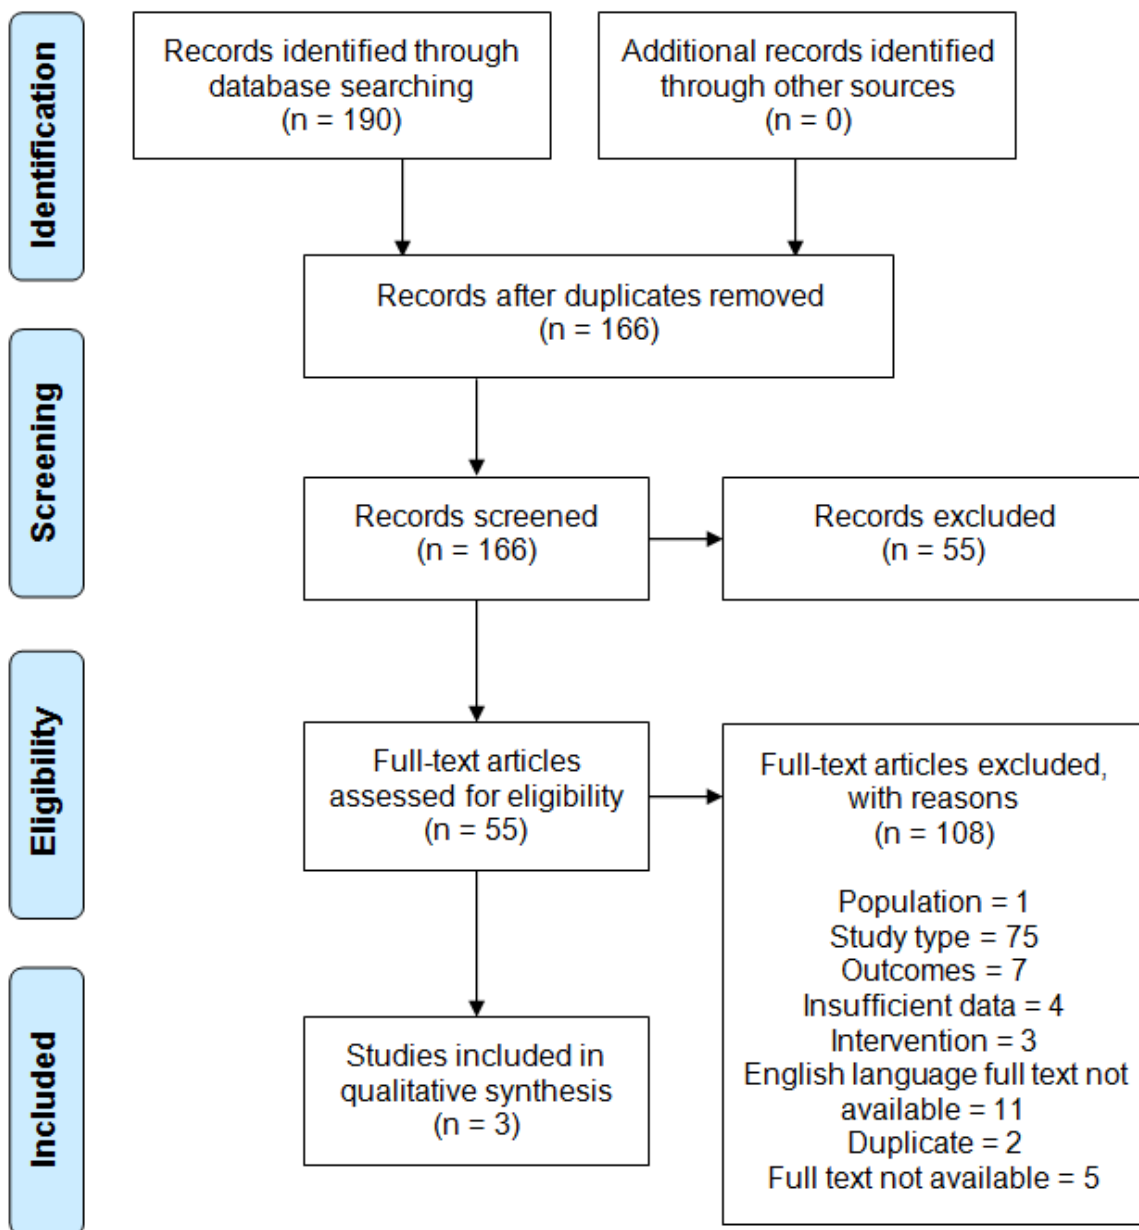 Identification
Records identified through
database searching
(n = 190)
Additional records identified
through other sources
(n = 0)
Records after duplicates removed
(n = 166)
Screening
Records screened
(n = 166)
Records excluded
(n = 55)
Eligibility
Full-text articles
assessed for eligibility
(n = 55)
Full-text articles excluded,
with reasons
(n = 108)
Population = 1
Study type = 75
Outcomes = 7
Insufficient data = 4
Intervention = 3
English language full text not
available = 11
Duplicate = 2
Full text not available = 5
Included
Studies included in
qualitative synthesis
(n = 3)